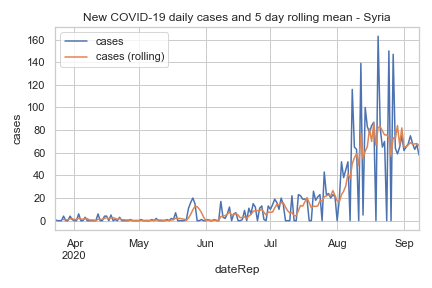 New COVID-19 daily cases and 5 day rolling mean - Syria
cases
cases (rolling)
160
140
120
100
80
60
40
20
0
cases
Apr
2020
May
Jun
Jul
Aug
Sep
dateRep